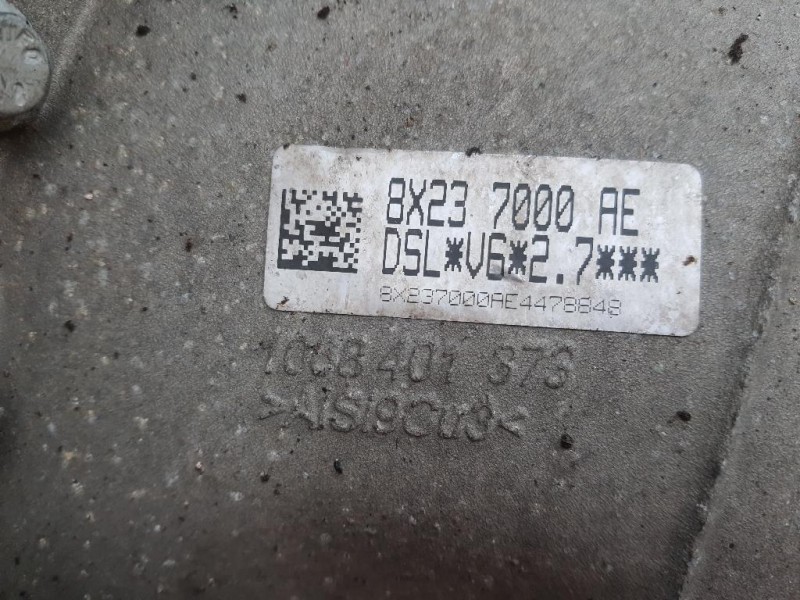 8X23 7000 AE
DSL*V6*2.7***
8X237000AE4478848
1068 401 373
>AlSi9Cu3<